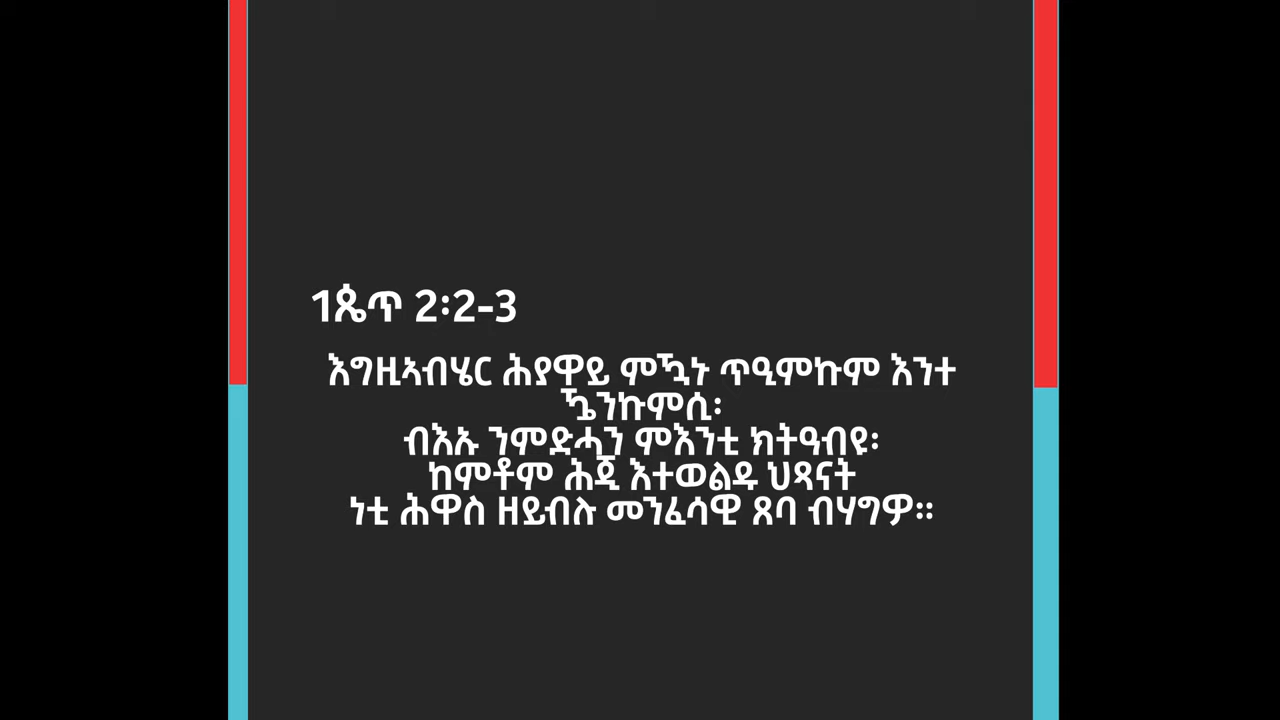 1ጴጥ 2፡2-3
እግዚኣብሄር ሕያዋይ ምዃኑ ጥዒምኩም እንተ
ዄንኩምሲ፡
ብእኡ ንምድሓን ምእንቲ ክትዓብዩ፡
ከምቶም ሕጂ እተወልዱ ህጻናት
ነቲ ሕዋስ ዘይብሉ መንፈሳዊ ጸባ ብሃግዎ።